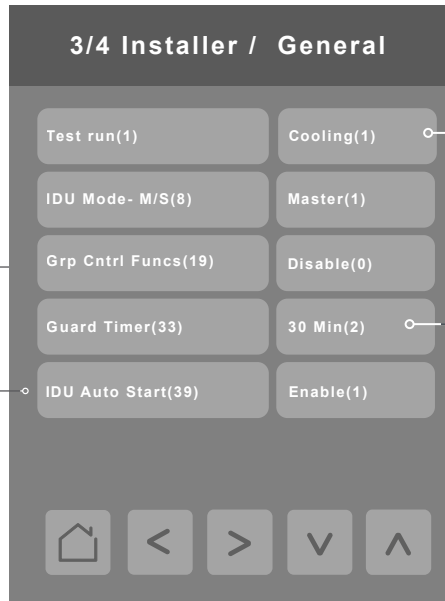 3/4 Installer / General
Test run(1) Cooling(1)
IDU Mode- M/S(8) Master(1)
Grp Cntrl Funcs(19) Disable(0)
Guard Timer(33) 30 Min(2)
IDU Auto Start(39) Enable(1)